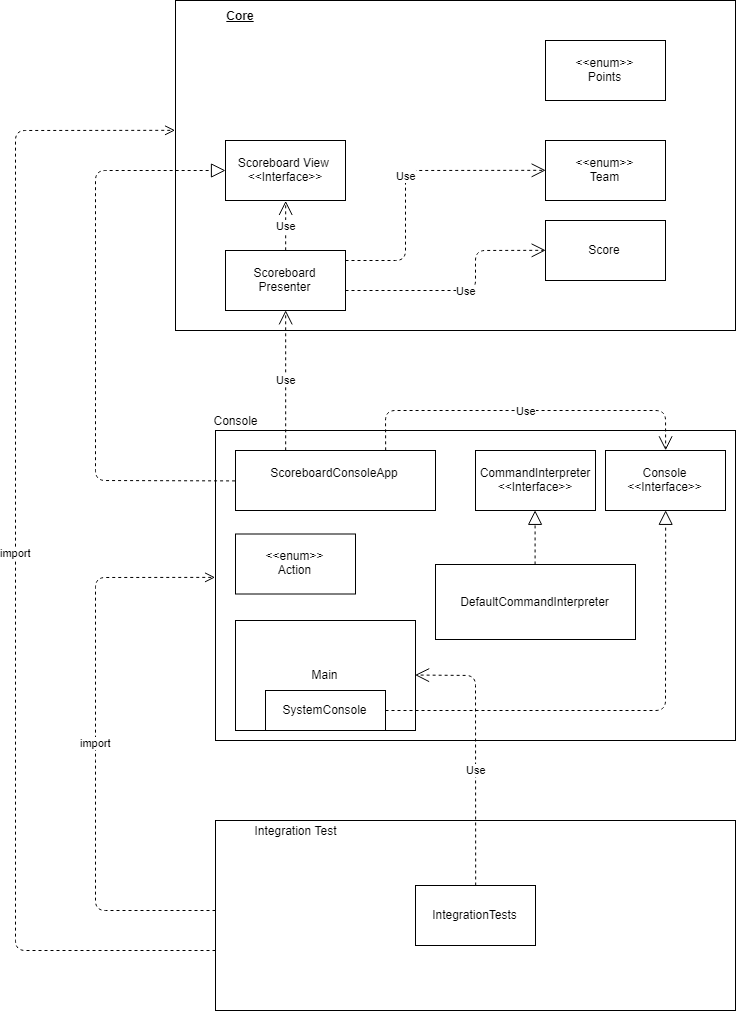 Core
<<enum>>
Points
Scoreboard View
<<Interface>>
Use
<<enum>>
Team
Use
Score
Scoreboard
Presenter
Use
Use
Console
Use
ScoreboardConsoleApp
CommandInterpreter
<<Interface>>
Console
<<Interface>>
import
<<enum>>
Action
DefaultCommandInterpreter
Main
SystemConsole
import
Use
Integration Test
IntegrationTests